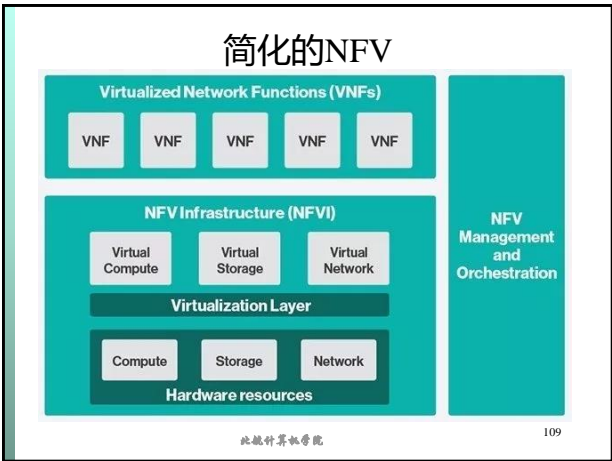 简化的NFV
Virtualized Network Functions (VNFs)
VNF VNF VNF VNF VNF
NFV Infrastructure (NFVI)
Virtual Compute
Virtual Storage
Virtual Network
Virtualization Layer
Compute Storage Network
Hardware resources
NFV
Management
and
Orchestration
北航计算机学院
109